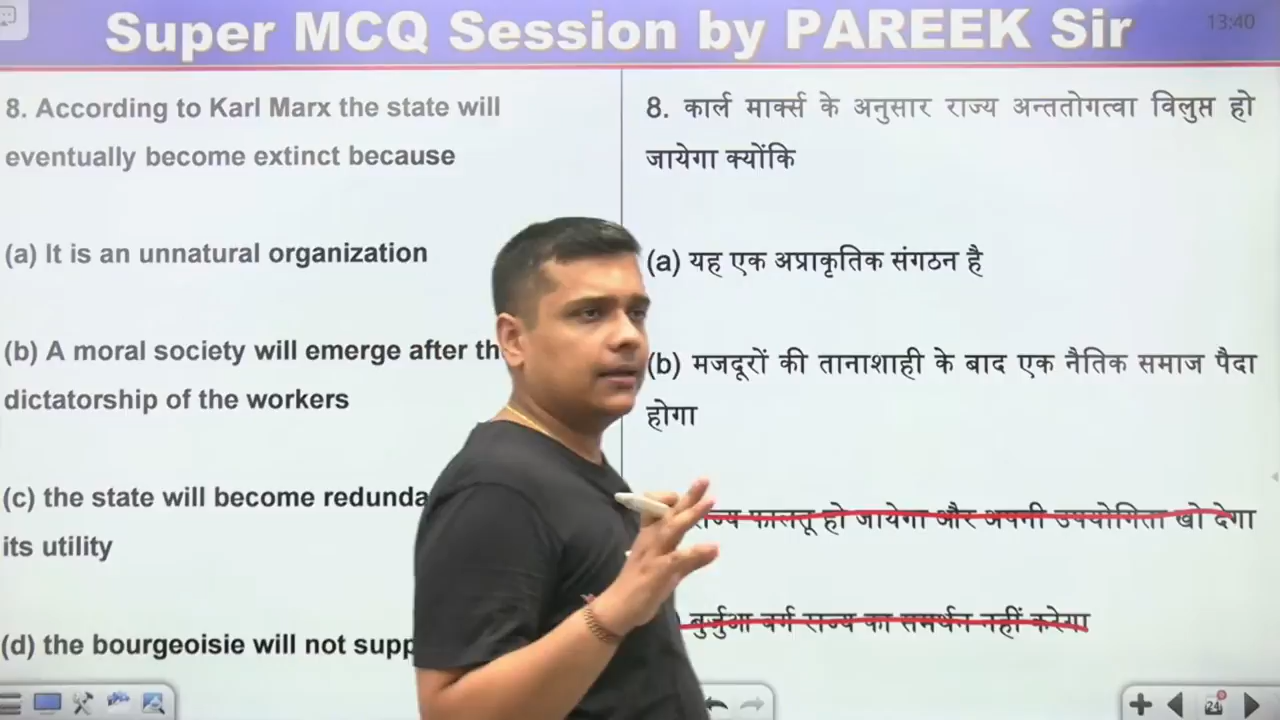 Super MCQ Session by PAREEK Sir
13:40
8. According to Karl Marx the state will
eventually become extinct because
(a) It is an unnatural organization
(b) A moral society will emerge after
dictatorship of the workers
(c) the state will become
its utility
(d) the bourgeoisie will not
8. कार्ल मार्क्स के अनुसार राज्य अन्ततोगत्वा विलुप्त हो
जायेगा क्योंकि
(a) यह एक अप्राकृतिक संगठन है
(b) मजदूरों की तानाशाही के बाद एक नैतिक समाज पैदा
होगा
राज्य फालतू हो जायेगा और अपनी उपयोगिता खो देगा
बुर्जुआ वर्ग राज्य का समर्थन नहीं करेगा
24